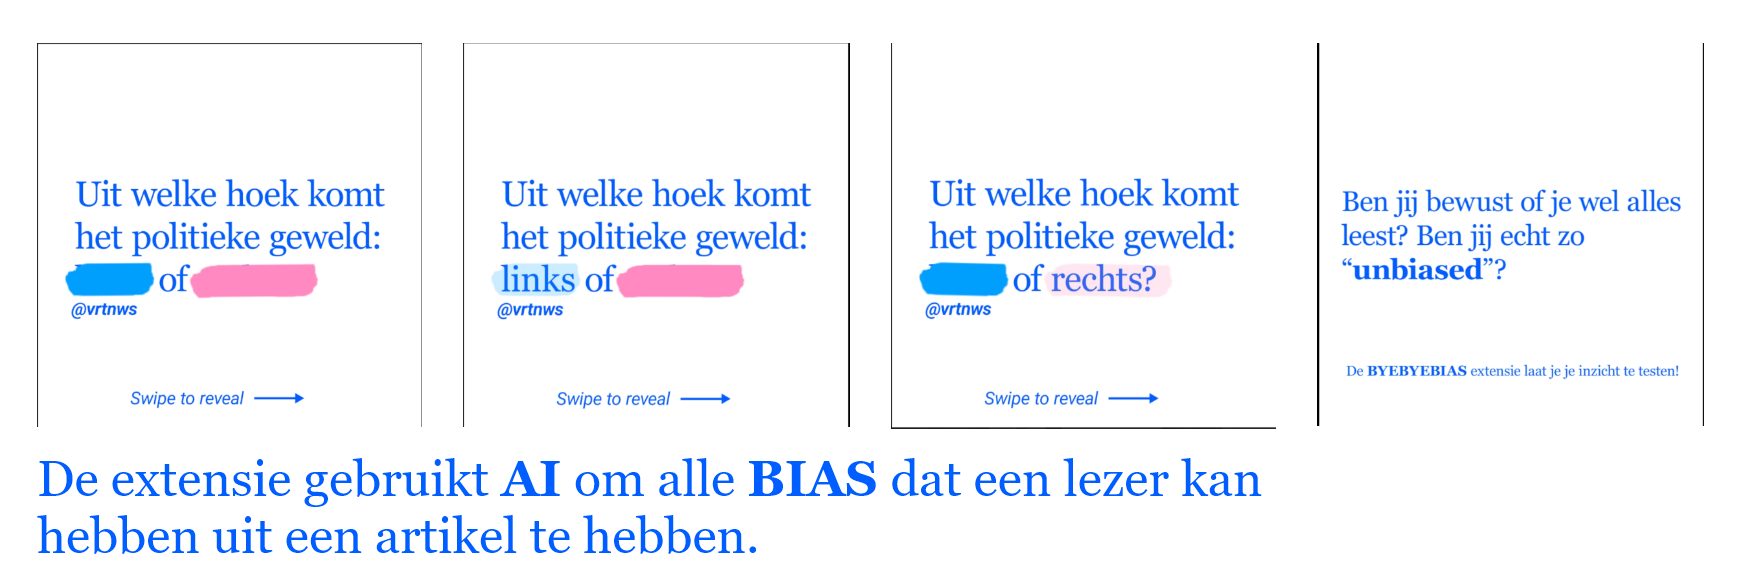 Uit welke hoek komt
het politieke geweld:
of
@vrtnws
Swipe to reveal
Uit welke hoek komt
het politieke geweld:
links of
@vrtnws
Swipe to reveal
Uit welke hoek komt
het politieke geweld:
of rechts?
@vrtnws
Swipe to reveal
Ben jij bewust of je wel alles
leest? Ben jij echt zo
“unbiased”?
De BYEBYEBIAS extensie laat je je inzicht te testen!
De extensie gebruikt AI om alle BIAS dat een lezer kan
hebben uit een artikel te hebben.